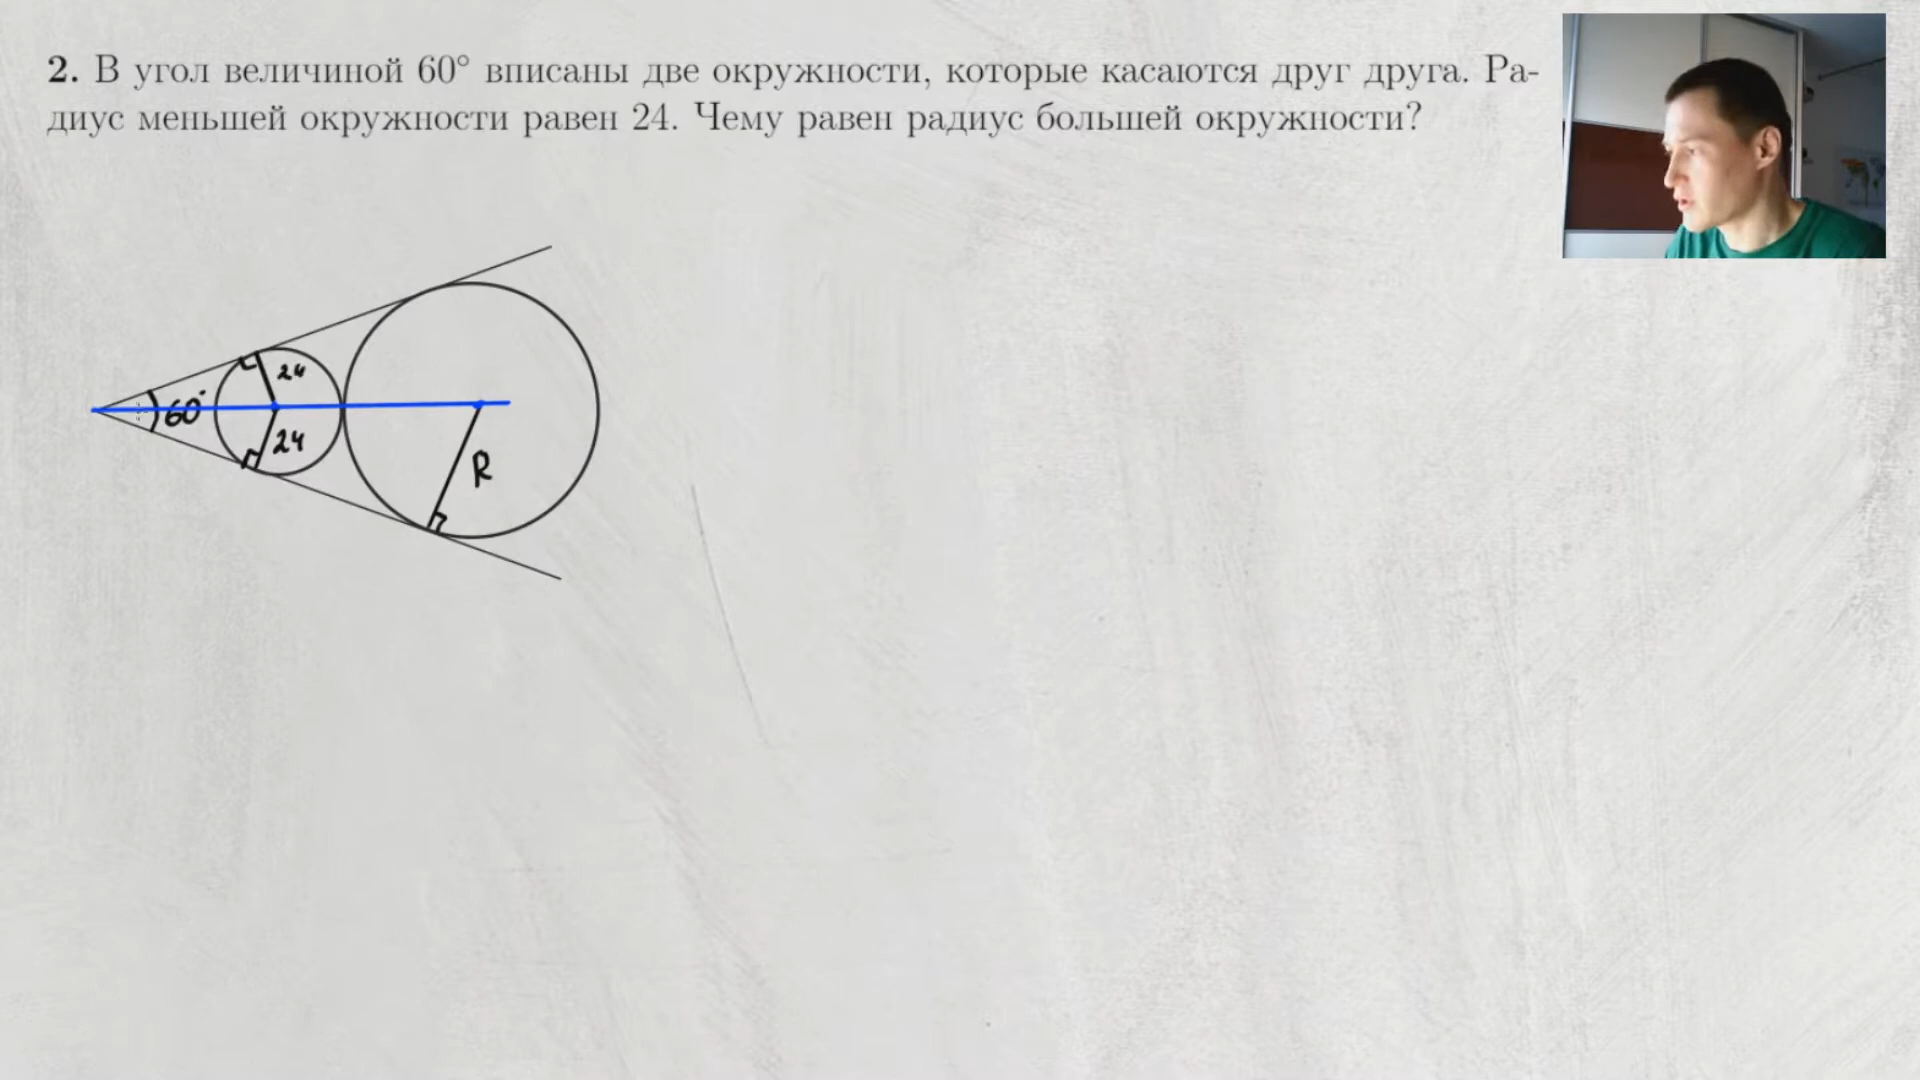 2. В угол величиной 60° вписаны две окружности, которые касаются друг друга. Ра-
диус меньшей окружности равен 24. Чему равен радиус большей окружности?
24
60°
24
R